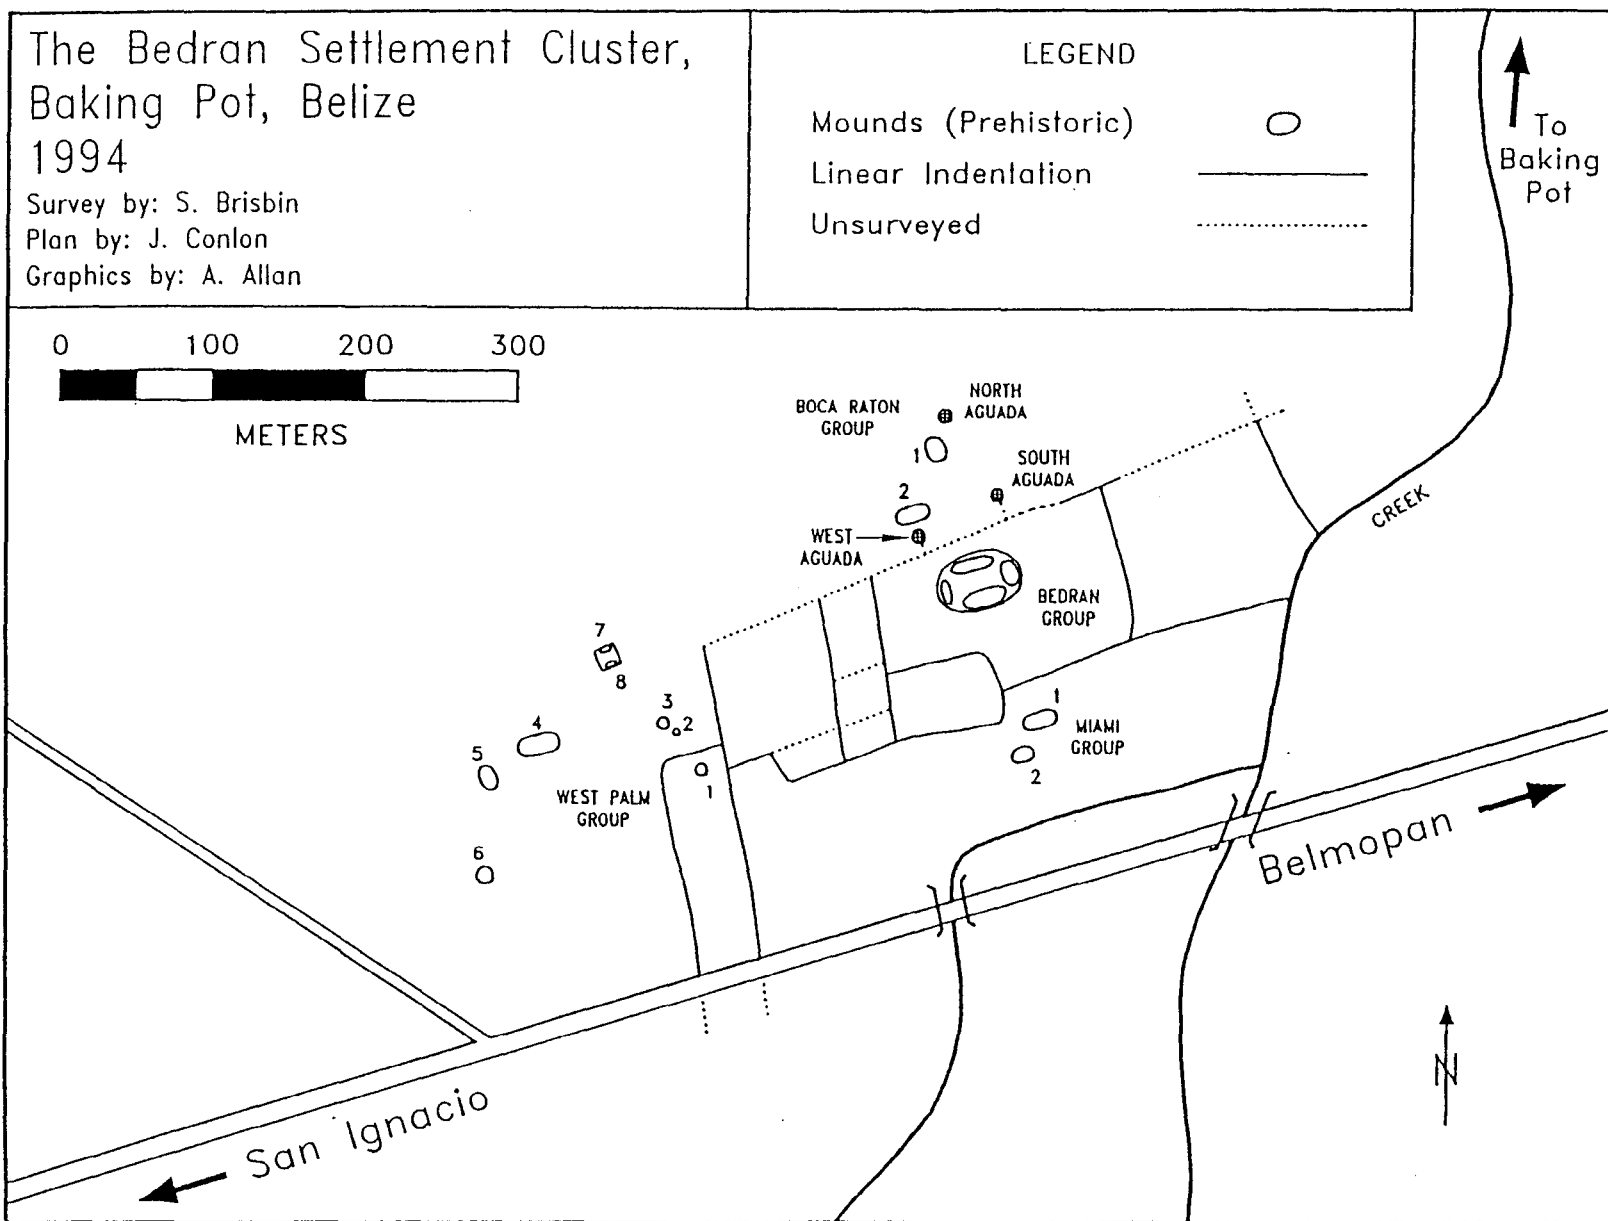 The Bedran Settlement Cluster,
Baking Pot, Belize
1994
Survey by: S. Brisbin
Plan by: J. Conlon
Graphics by: A. Allan
LEGEND
Mounds (Prehistoric)
Linear Indentation
Unsurveyed
To
Baking
Pot
0 100 200 300
METERS
BOCA RATON
GROUP
NORTH
AGUADA
1
SOUTH
AGUADA
2
WEST
AGUADA
CREEK
BEDRAN
GROUP
7
8
3
2
4
5
1
MIAMI
GROUP
2
1
WEST PALM
GROUP
6
Belmopan
San Ignacio
N